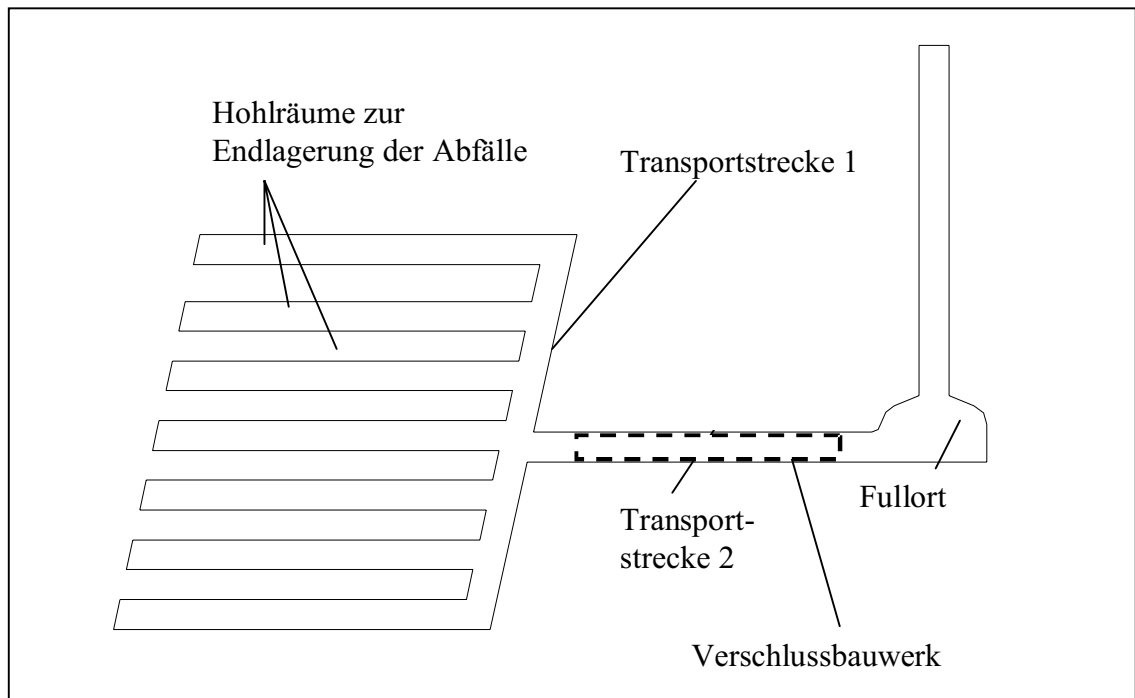 Hohlräume zur
Endlagerung der Abfälle
Transportstrecke 1
Fullort
Transport-
strecke 2
Verschlussbauwerk